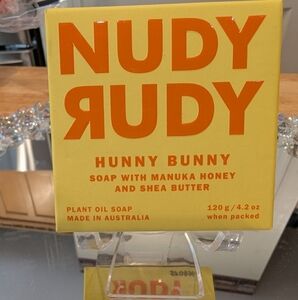 NUDY
ЯUDY
HUNNY BUNNY
SOAP WITH MANUKA HONEY
AND SHEA BUTTER
PLANT OIL SOAP
MADE IN AUSTRALIA
120 g / 4.2 oz
when packed